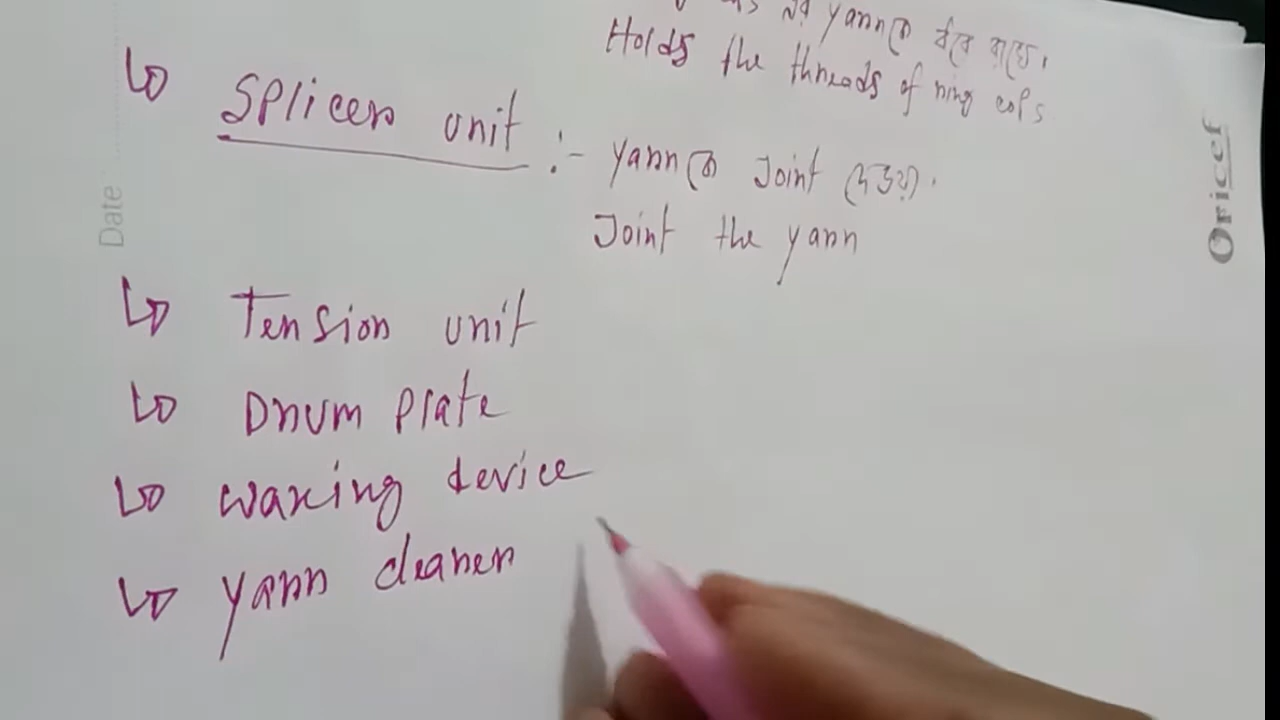 yarnকে ধরে রাখে।
Holds the threads of ring cops
Splicer unit :- yarnকে Joint দেওয়া.
Joint the yarn
Tension unit
Drum plate
waxing device
yarn cleaner
Date
Oricef